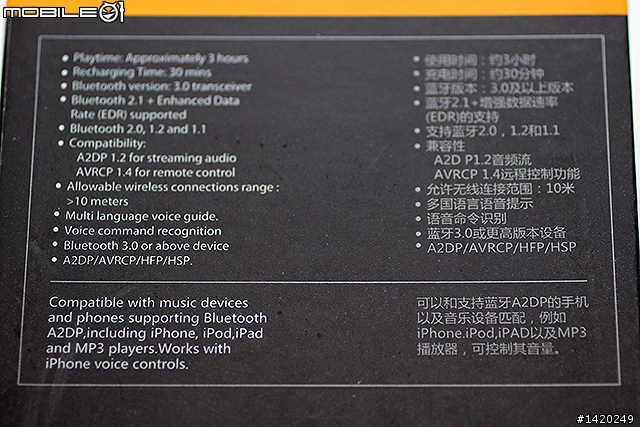 MOBILE01
• Playtime: Approximately 3 hours
• Recharging Time: 30 mins
• Bluetooth version: 3.0 transceiver
• Bluetooth 2.1 + Enhanced Data
Rate (EDR) supported
• Bluetooth 2.0, 1.2 and 1.1
• Compatibility:
A2DP 1.2 for streaming audio
AVRCP 1.4 for remote control
• Allowable wireless connections range :
>10 meters
• Multi language voice guide.
• Voice command recognition
• Bluetooth 3.0 or above device
• A2DP/AVRCP/HFP/HSP.
• 使用时间：约3小时
• 充电时间：约30分钟
• 蓝牙版本：3.0及以上版本
• 蓝牙2.1+增强数据速率
(EDR)的支持
• 支持蓝牙2.0，1.2和1.1
• 兼容性
A2D P1.2音频流
AVRCP 1.4远程控制功能
• 允许无线连接范围：10米
• 多国语言语音提示
• 语音命令识别
• 蓝牙3.0或更高版本设备
• A2DP/AVRCP/HFP/HSP
Compatible with music devices
and phones supporting Bluetooth
A2DP,including iPhone, iPod,iPad
and MP3 players.Works with
iPhone voice controls.
可以和支持蓝牙A2DP的手机
以及音乐设备匹配，例如
iPhone.iPod,iPAD以及MP3
播放器，可控制其音量。
#1420249